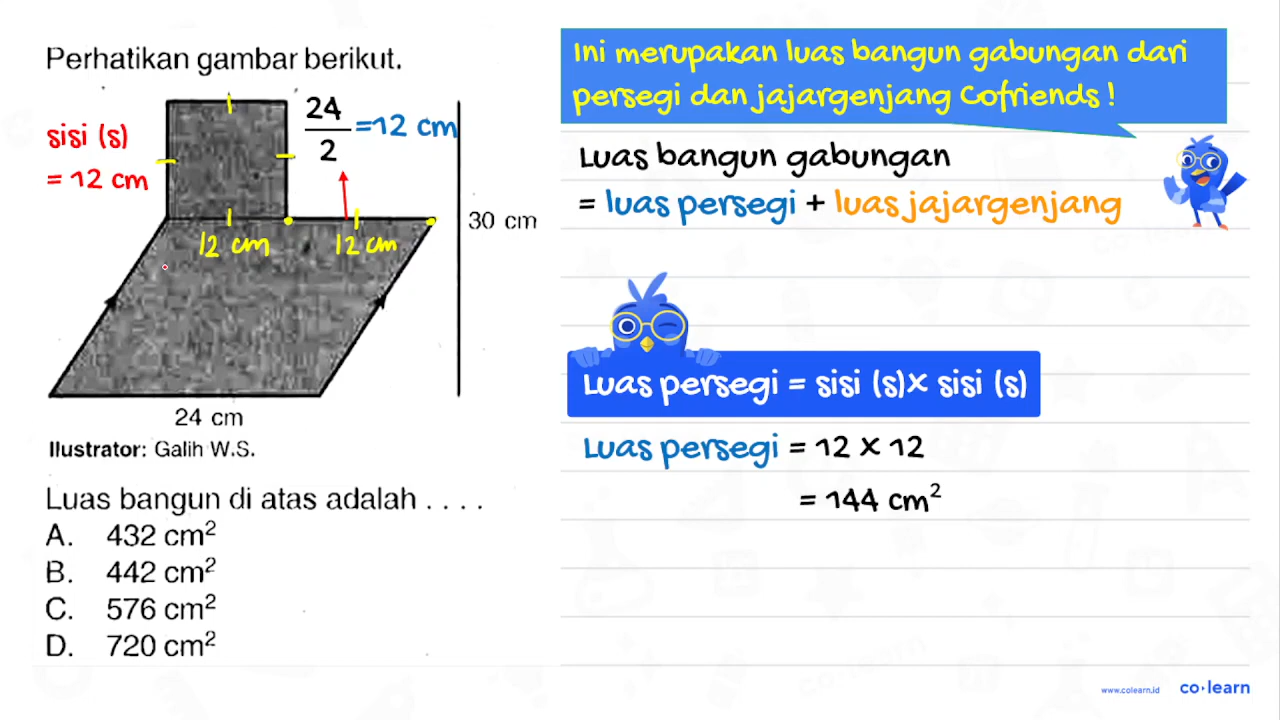 Perhatikan gambar berikut.
sisi (s)
= 12 cm
24
2
=12 cm
12 cm
12 cm
30 cm
24 cm
Ilustrator: Galih W.S.
Luas bangun di atas adalah . . . .
A. 432 cm²
B. 442 cm²
C. 576 cm²
D. 720 cm²
Ini merupakan luas bangun gabungan dari
persegi dan jajargenjang Cofriends !
Luas bangun gabungan
= luas persegi + luas jajargenjang
Luas persegi = sisi (s)× sisi (s)
Luas persegi = 12 × 12
= 144 cm²
www.colearn.id
co·learn